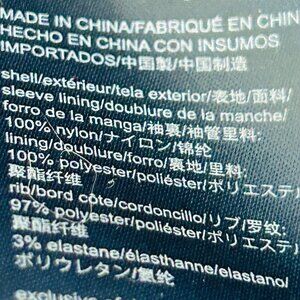 MADE IN CHINA/FABRIQUÉ EN CHIN
HECHO EN CHINA CON INSUMOS
IMPORTADOS/中国製/中国制造
shell/extérieur/tela exterior/表地/面料/
sleeve lining/doublure de la manche/
forro de la manga/袖裏/袖管里料/
100% nylon/ナイロン/锦纶
lining/doublure/forro/裏地/里料
100% polyester/poliéster/ポリエステ
聚酯纤维
rib/bord côte/cordoncillo/リブ/罗纹:
97% polyester/poliéster/ポリエステル
聚酯纤维
3% elastane/élasthanne/elastano/
ポリウレタン/氨纶
exclusive of